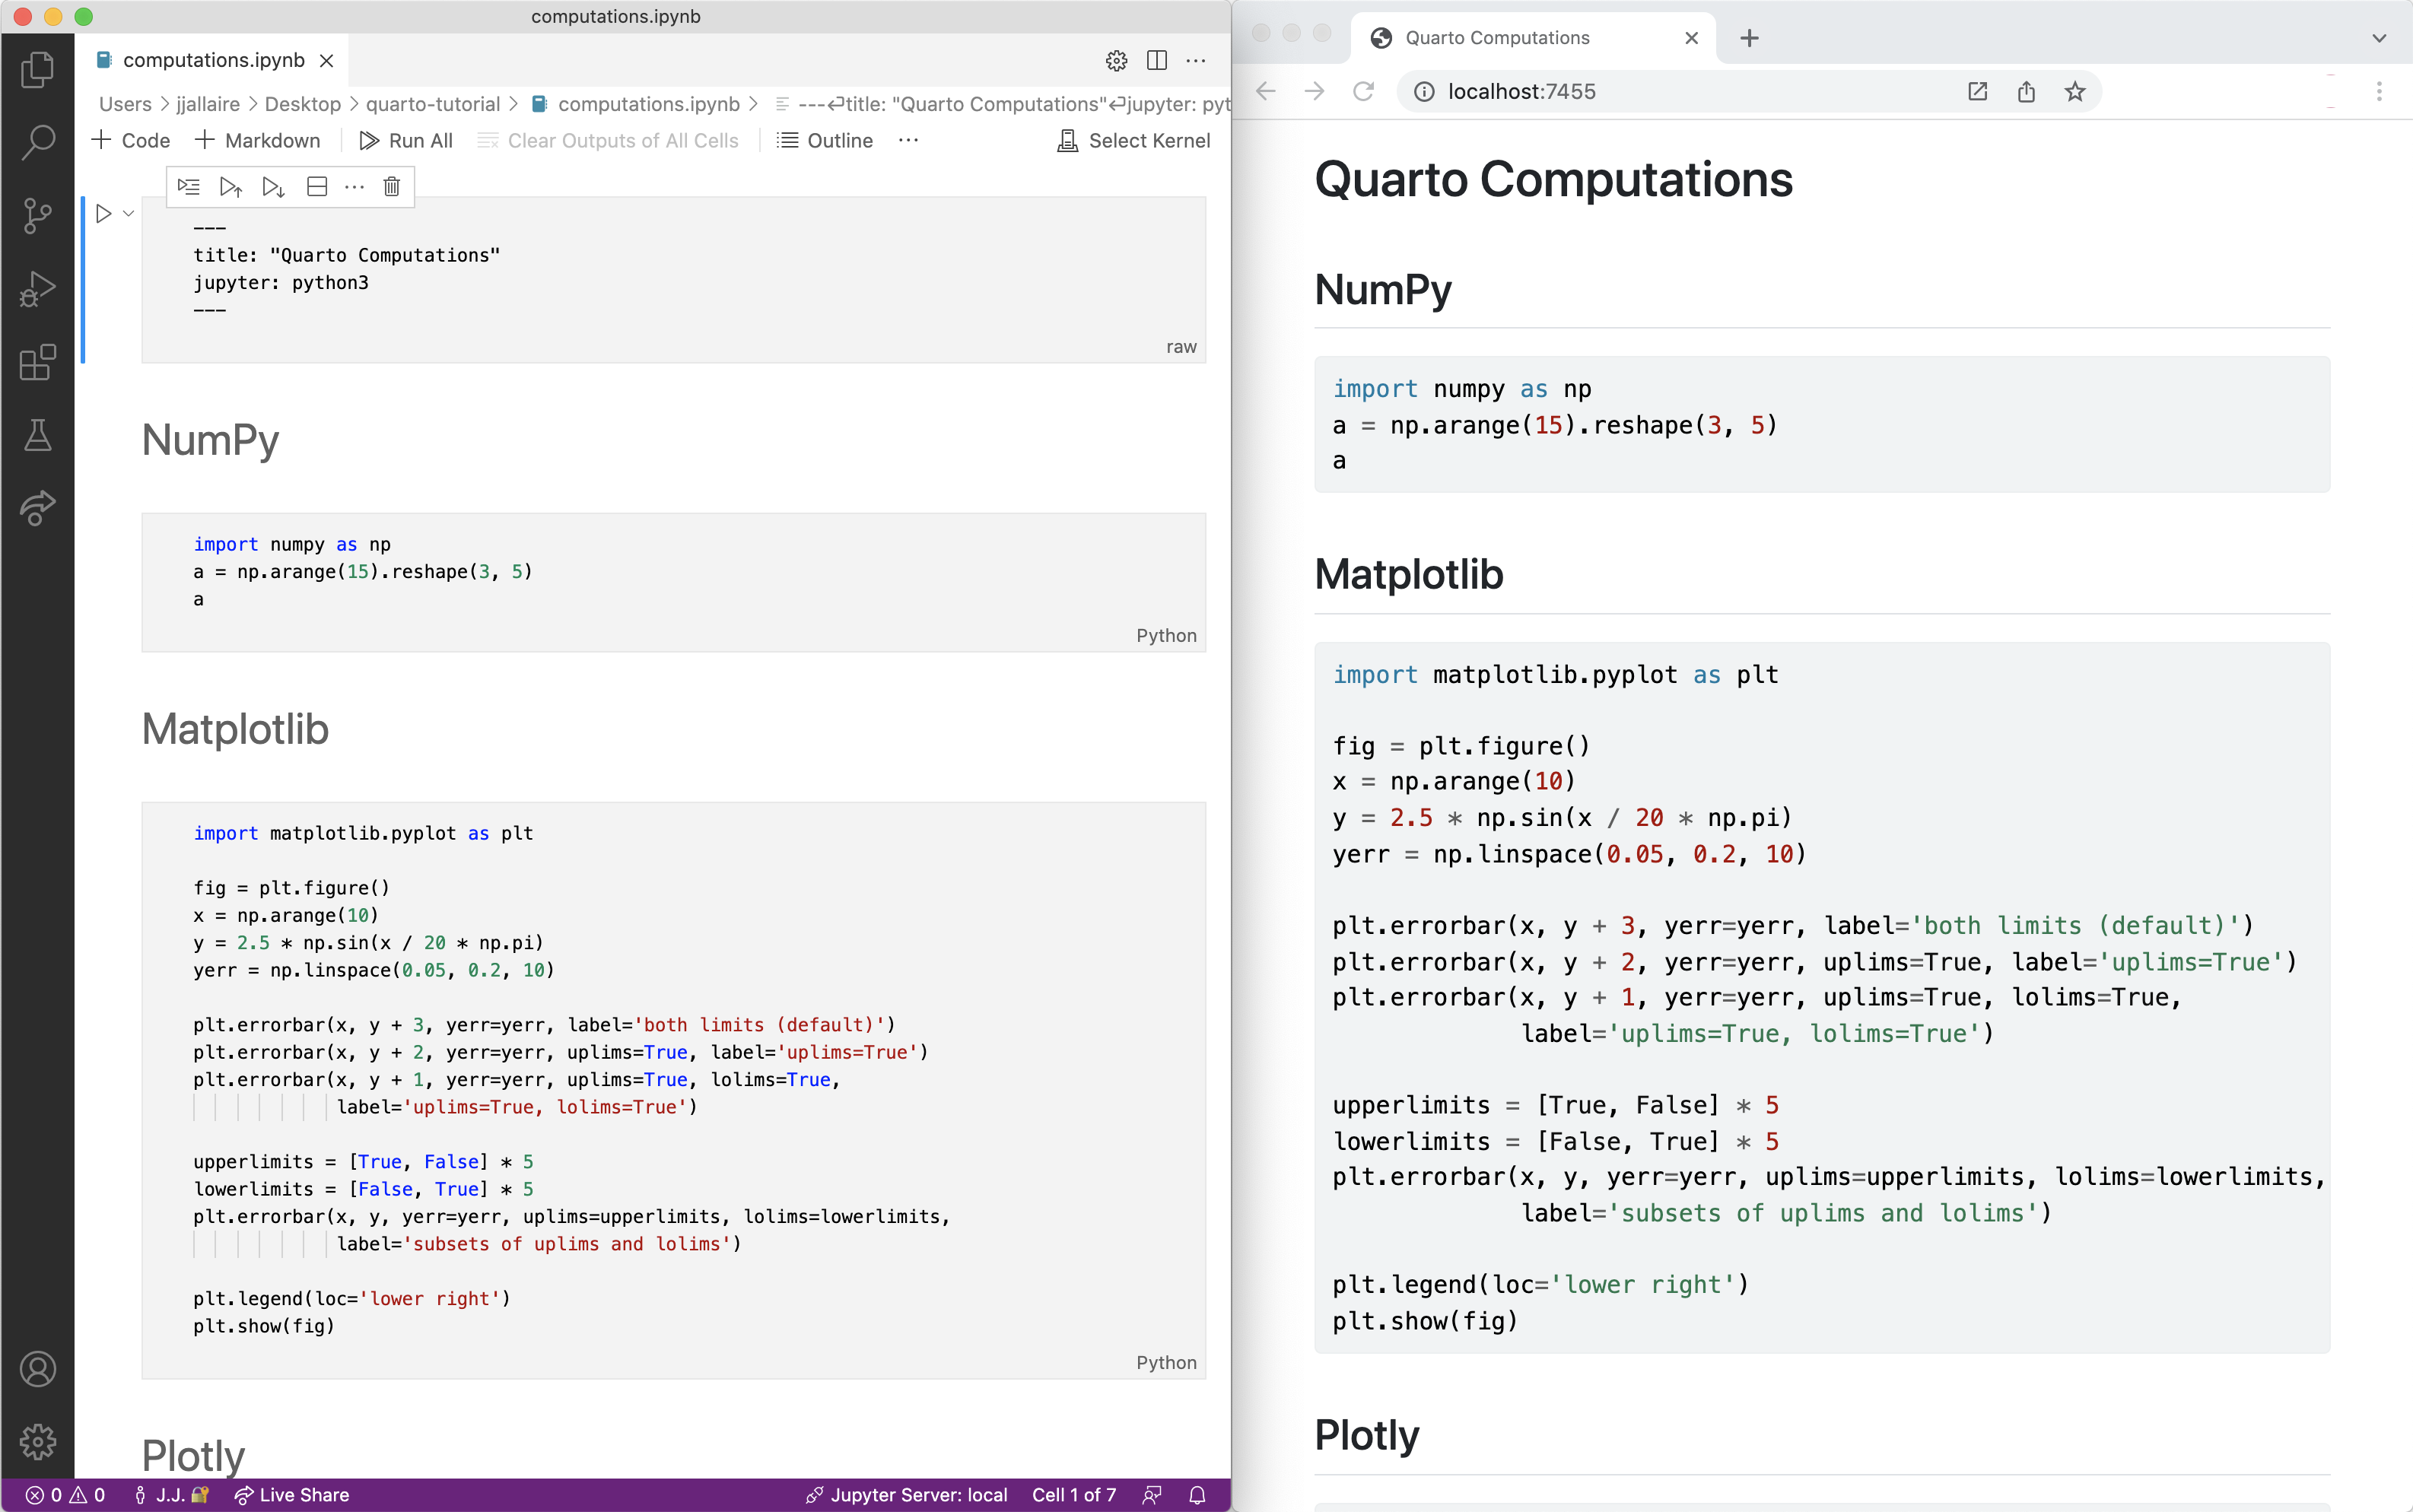 computations.ipynb
computations.ipynb
Users > jjallaire > Desktop > quarto-tutorial > computations.ipynb > ---↵title: "Quarto Computations"↵jupyter: pyt
+ Code + Markdown Run All Clear Outputs of All Cells Outline ··· Select Kernel
---
title: "Quarto Computations"
jupyter: python3
---
raw
NumPy
import numpy as np
a = np.arange(15).reshape(3, 5)
a
Python
Matplotlib
import matplotlib.pyplot as plt
fig = plt.figure()
x = np.arange(10)
y = 2.5 * np.sin(x / 20 * np.pi)
yerr = np.linspace(0.05, 0.2, 10)
plt.errorbar(x, y + 3, yerr=yerr, label='both limits (default)')
plt.errorbar(x, y + 2, yerr=yerr, uplims=True, label='uplims=True')
plt.errorbar(x, y + 1, yerr=yerr, uplims=True, lolims=True,
label='uplims=True, lolims=True')
upperlimits = [True, False] * 5
lowerlimits = [False, True] * 5
plt.errorbar(x, y, yerr=yerr, uplims=upperlimits, lolims=lowerlimits,
label='subsets of uplims and lolims')
plt.legend(loc='lower right')
plt.show(fig)
Python
Plotly
0 0 J.J. Live Share Jupyter Server: local Cell 1 of 7
Quarto Computations
localhost:7455
Quarto Computations
NumPy
import numpy as np
a = np.arange(15).reshape(3, 5)
a
Matplotlib
import matplotlib.pyplot as plt
fig = plt.figure()
x = np.arange(10)
y = 2.5 * np.sin(x / 20 * np.pi)
yerr = np.linspace(0.05, 0.2, 10)
plt.errorbar(x, y + 3, yerr=yerr, label='both limits (default)')
plt.errorbar(x, y + 2, yerr=yerr, uplims=True, label='uplims=True')
plt.errorbar(x, y + 1, yerr=yerr, uplims=True, lolims=True,
label='uplims=True, lolims=True')
upperlimits = [True, False] * 5
lowerlimits = [False, True] * 5
plt.errorbar(x, y, yerr=yerr, uplims=upperlimits, lolims=lowerlimits,
label='subsets of uplims and lolims')
plt.legend(loc='lower right')
plt.show(fig)
Plotly